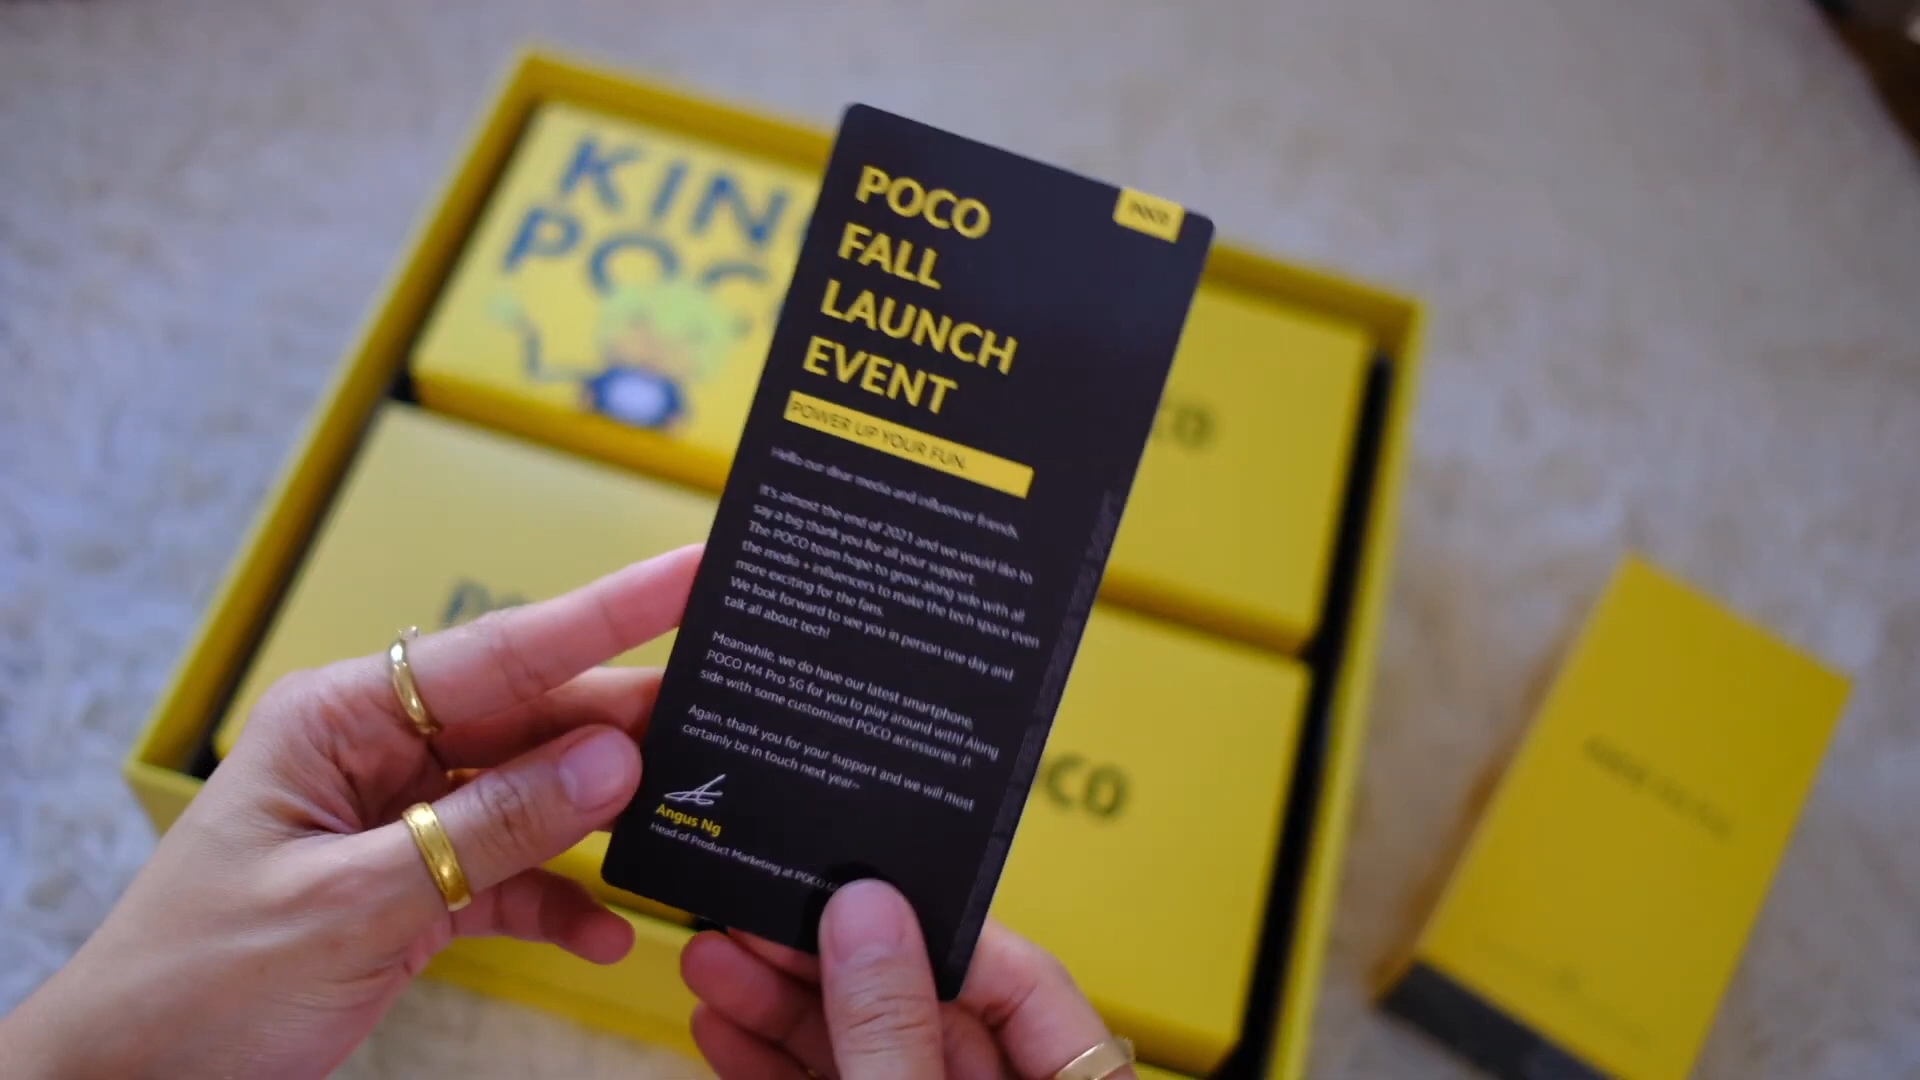 KIN
POC
POCO
POCO
FALL
LAUNCH
EVENT
POWER UP YOUR FUN.
Hello our dear media and influencer friends,
It's almost the end of 2021 and we would like to
say a big thank you for all your support.
The POCO team hope to grow along side with all
the media + influencers to make the tech space even
more exciting for the fans.
We look forward to see you in person one day and
talk all about tech!
Meanwhile, we do have our latest smartphone,
POCO M4 Pro 5G for you to play around with! Along
side with some customized POCO accessories :)
Again, thank you for your support and we will most
certainly be in touch next year~
Angus Ng
Head of Product Marketing at POCO
CO
CO